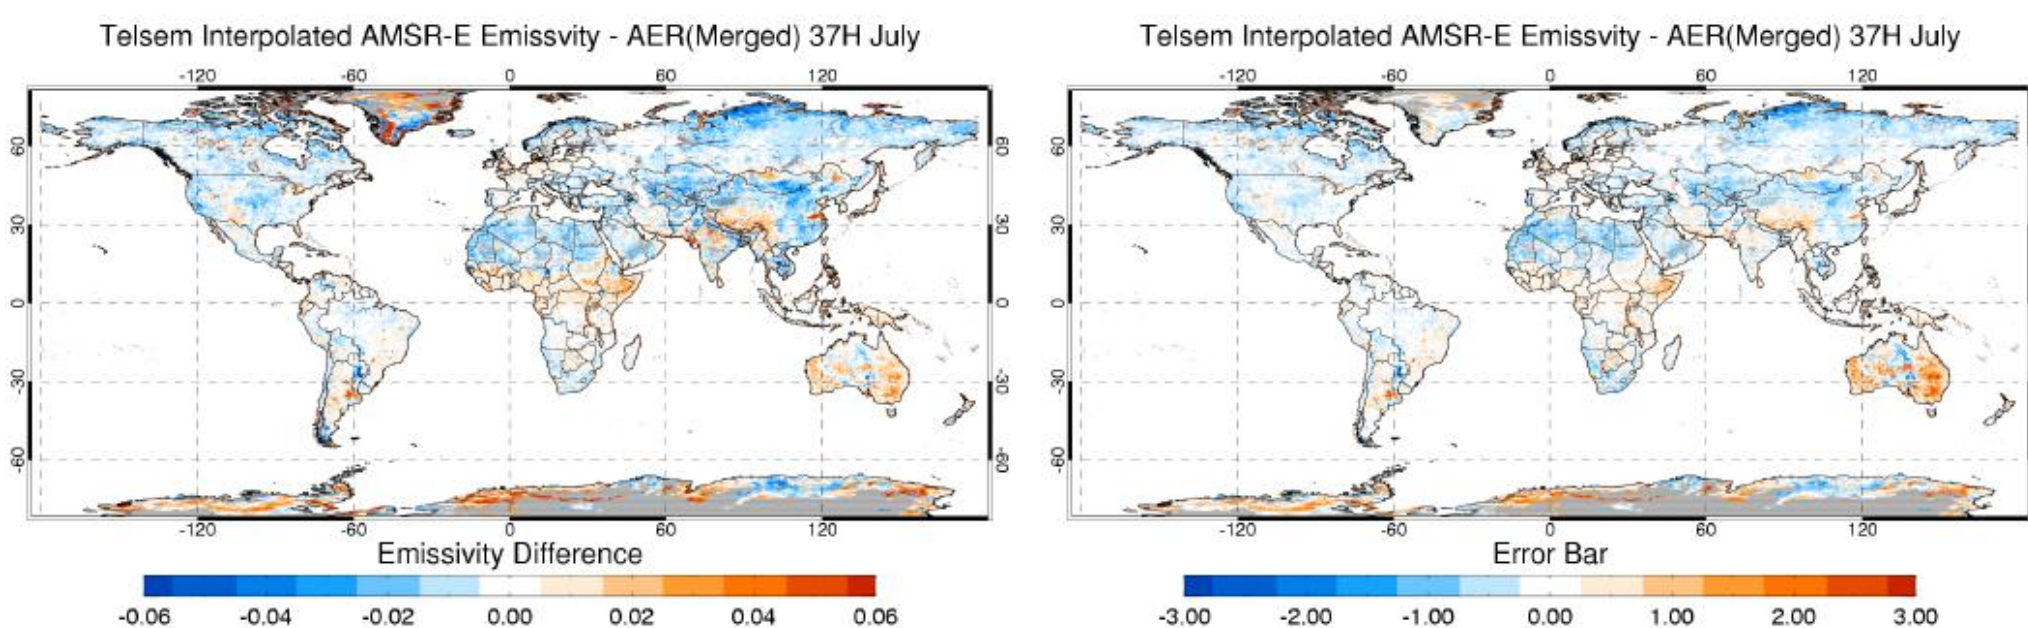 Telsem Interpolated AMSR-E Emissvity - AER(Merged) 37H July
-120 -60 0 60 120
60 60
30 30
0 0
-30 -30
-60 -60
-120 -60 0 60 120
Emissivity Difference
-0.06 -0.04 -0.02 0.00 0.02 0.04 0.06
Telsem Interpolated AMSR-E Emissvity - AER(Merged) 37H July
-120 -60 0 60 120
60
30
0
-30
-60
-120 -60 0 60 120
Error Bar
-3.00 -2.00 -1.00 0.00 1.00 2.00 3.00